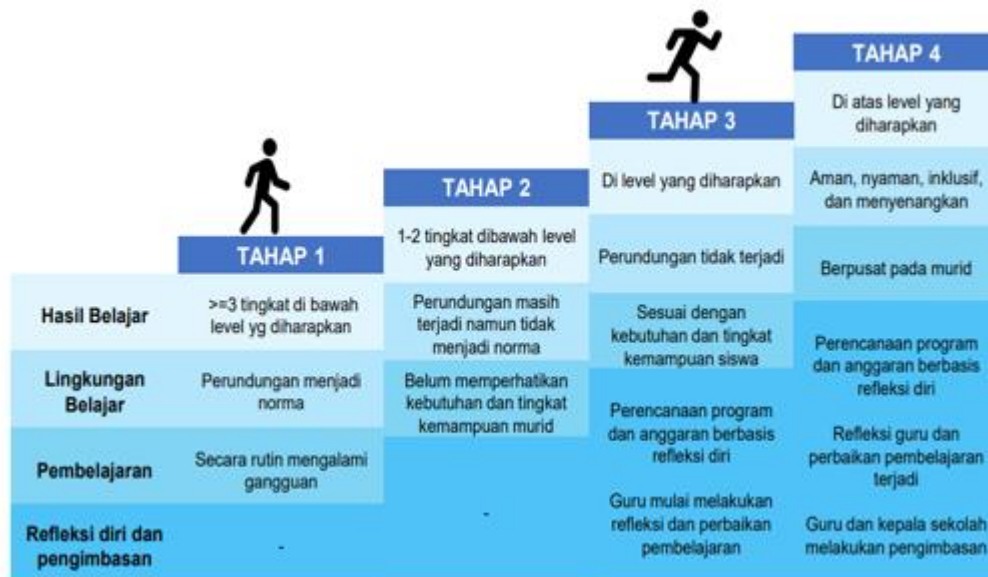 TAHAP 4
Di atas level yang
diharapkan
Aman, nyaman, inklusif,
dan menyenangkan
Berpusat pada murid
Perencanaan program
dan anggaran berbasis
refleksi diri
Refleksi guru dan
perbaikan pembelajaran
terjadi
Guru dan kepala sekolah
melakukan pengimbasan
TAHAP 3
Di level yang diharapkan
Perundungan tidak terjadi
Sesuai dengan
kebutuhan dan tingkat
kemampuan siswa
Perencanaan program
dan anggaran berbasis
refleksi diri
Guru mulai melakukan
refleksi dan perbaikan
pembelajaran
TAHAP 2
1-2 tingkat dibawah level
yang diharapkan
Perundungan masih
terjadi namun tidak
menjadi norma
Belum memperhatikan
kebutuhan dan tingkat
kemampuan murid
-
TAHAP 1
>=3 tingkat di bawah
level yg diharapkan
Perundungan menjadi
norma
Secara rutin mengalami
gangguan
-
Hasil Belajar
Lingkungan
Belajar
Pembelajaran
Refleksi diri dan
pengimbasan